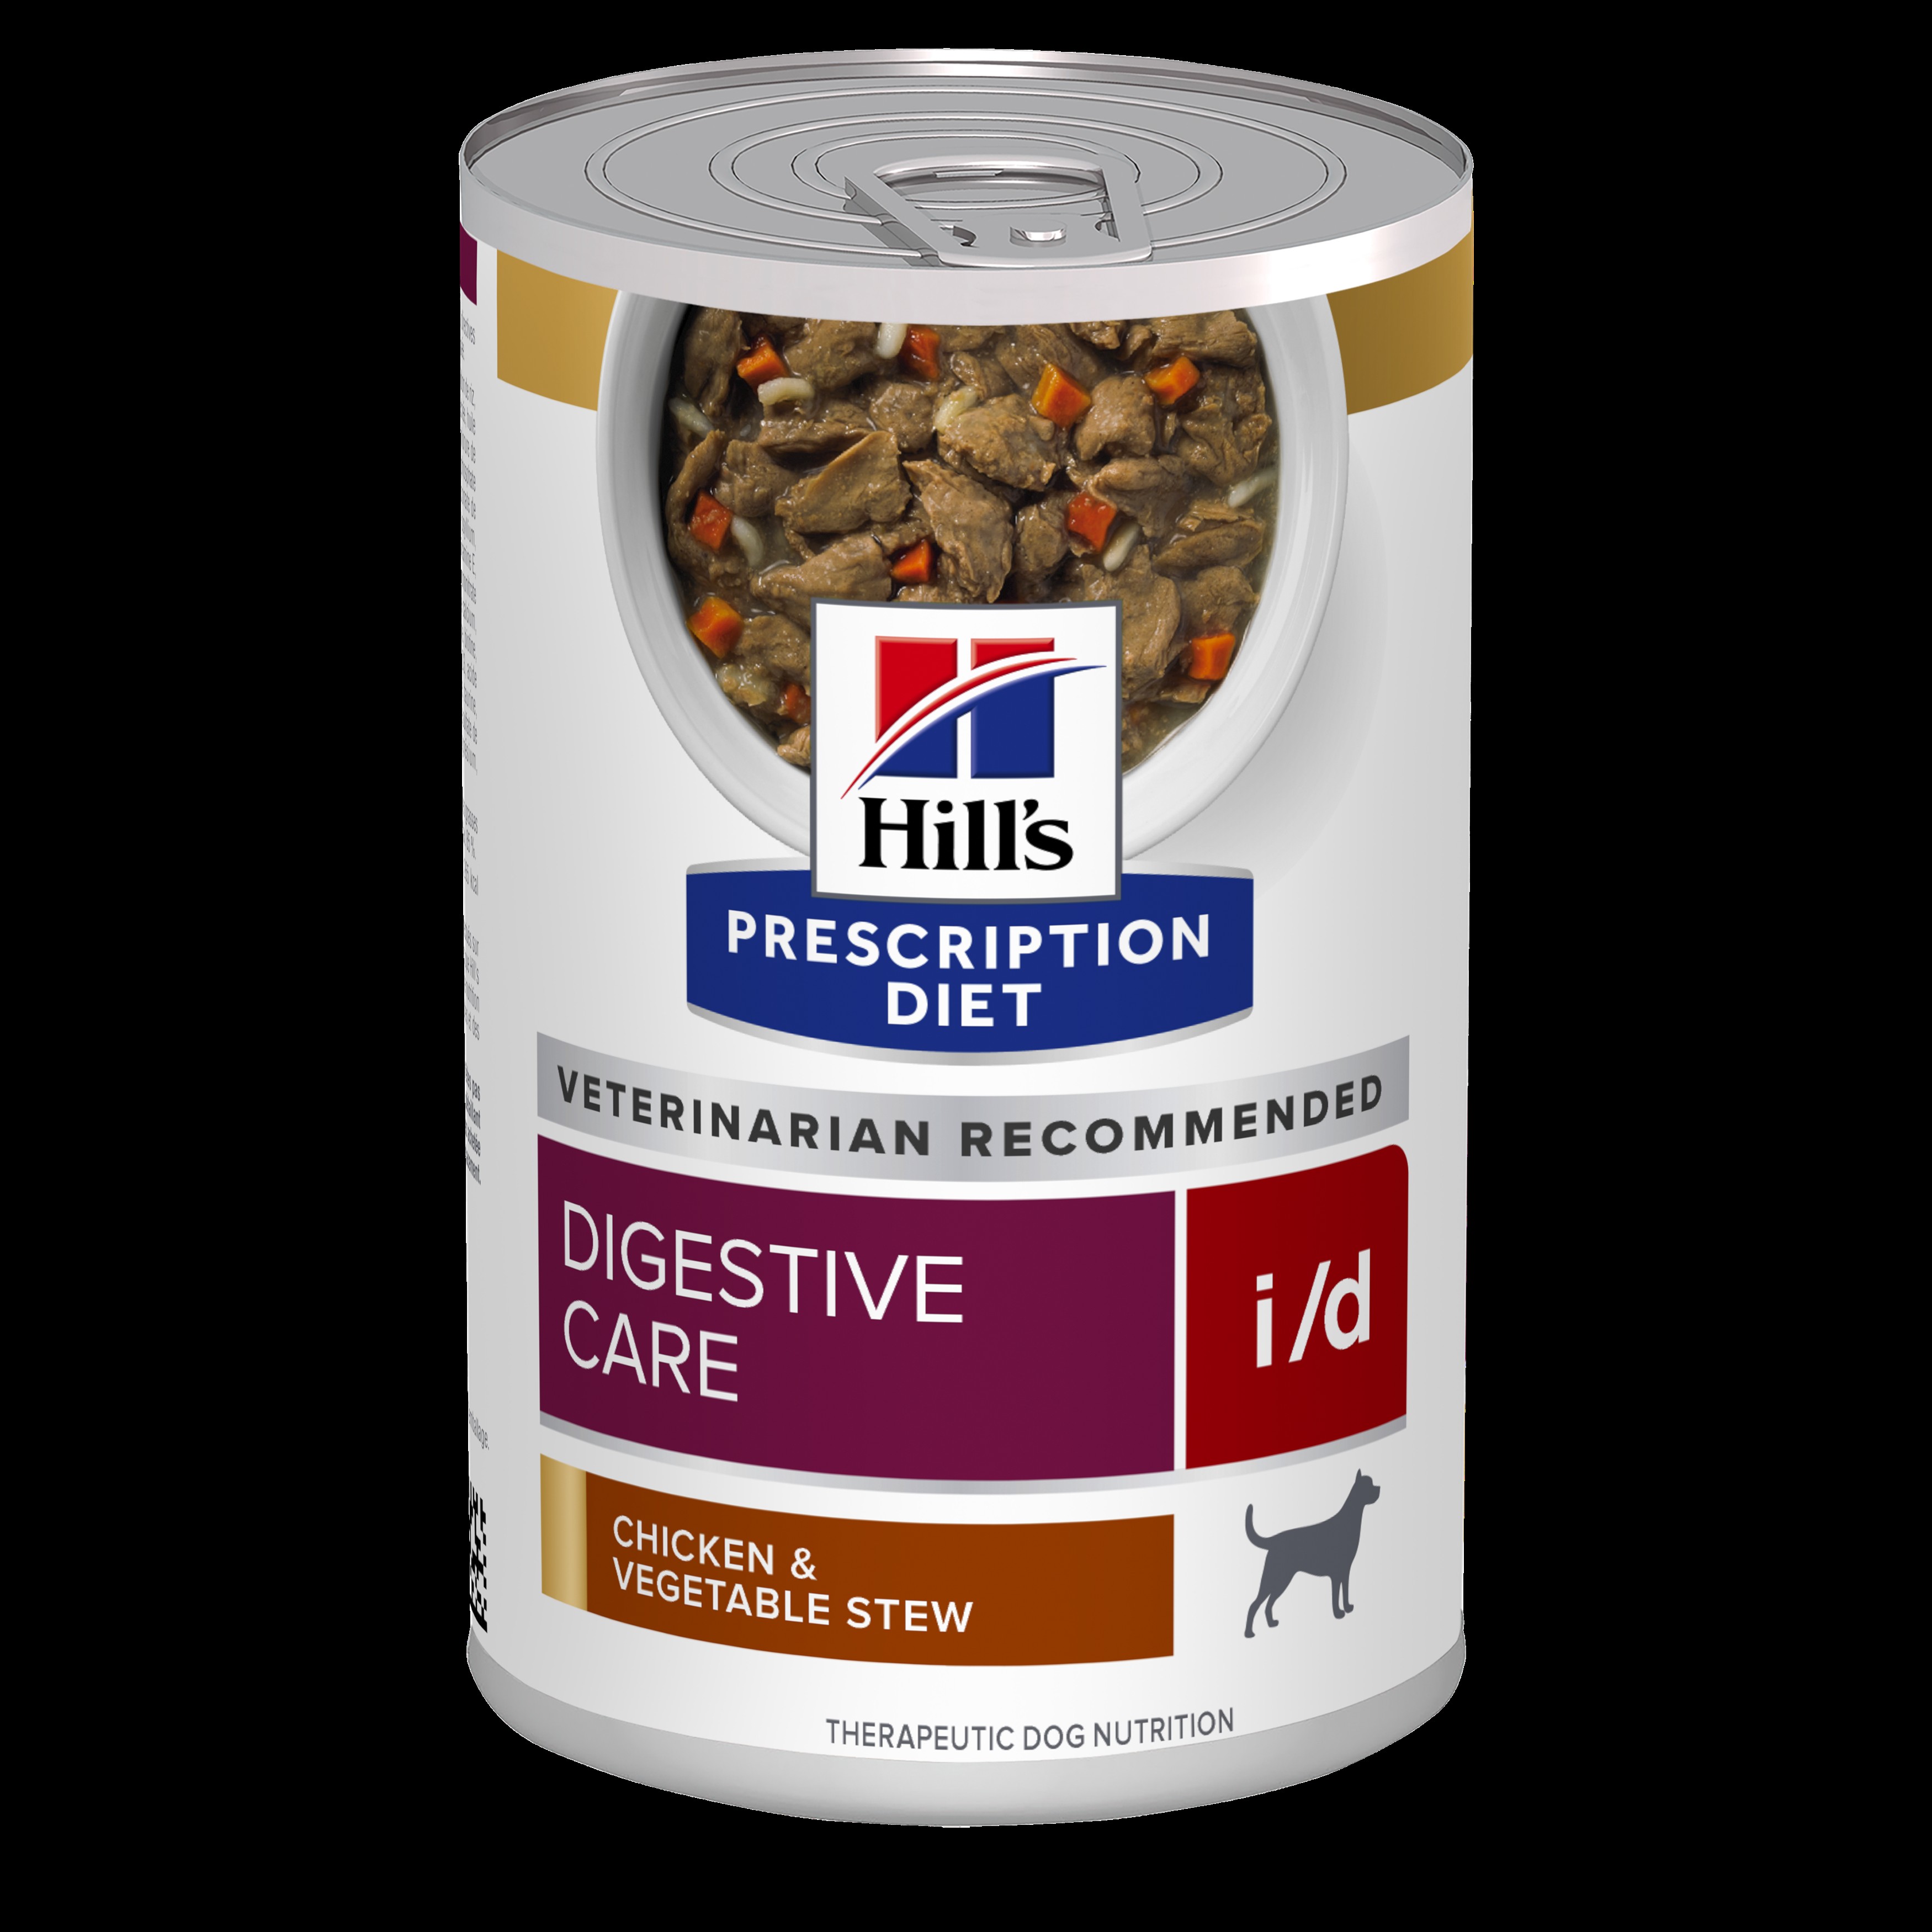 Hill's
PRESCRIPTION
DIET
VETERINARIAN RECOMMENDED
DIGESTIVE
CARE
i/d
CHICKEN &
VEGETABLE STEW
THERAPEUTIC DOG NUTRITION